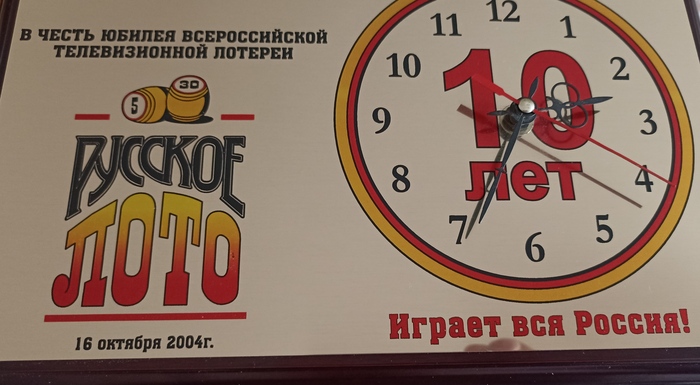 В ЧЕСТЬ ЮБИЛЕЯ ВСЕРОССИЙСКОЙ
ТЕЛЕВИЗИОННОЙ ЛОТЕРЕИ
5 30
РУССКОЕ
ЛОТО
16 октября 2004г.
12
11 1
10 2
9 3
8 4
7 5
6
10
лет
Играет вся Россия!